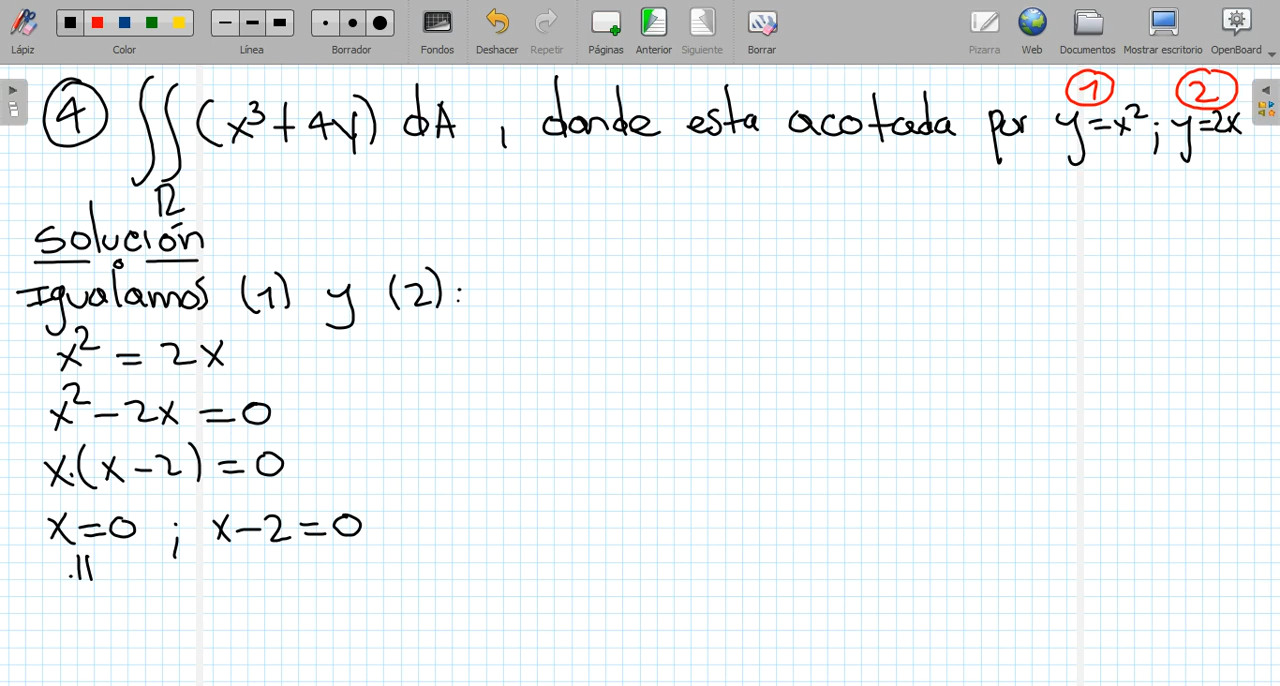 Lápiz Color Línea Borrador Fondos Deshacer Repetir Páginas Anterior Siguiente Borrar Pizarra Web Documentos Mostrar escritorio OpenBoard
1 2
4 ∬ (x³ + 4y) dA , donde esta acotada por y=x² ; y=2x
R
Solución
Igualamos (1) y (2):
x² = 2x
x² - 2x = 0
x.(x - 2) = 0
x = 0 ; x - 2 = 0
.||